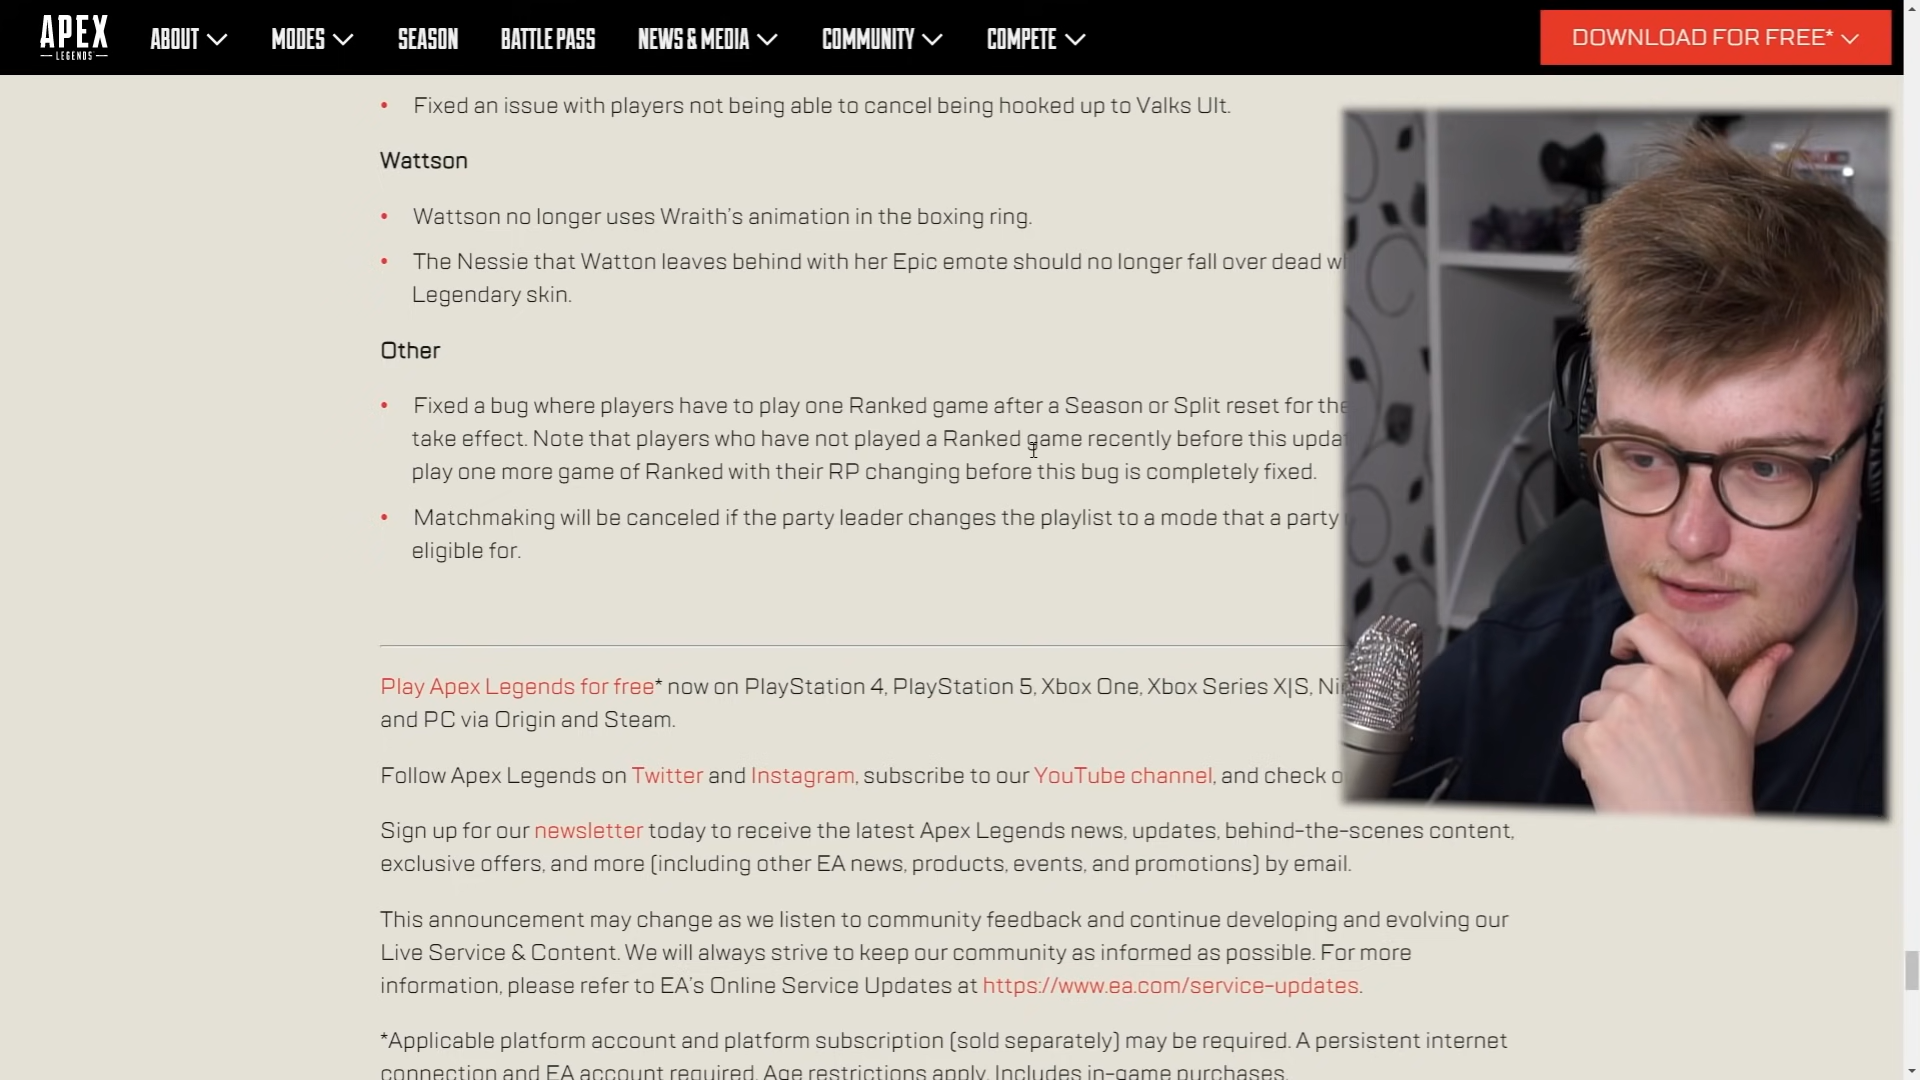 APEX
LEGENDS
ABOUT MODES SEASON BATTLE PASS NEWS & MEDIA COMMUNITY COMPETE DOWNLOAD FOR FREE*
• Fixed an issue with players not being able to cancel being hooked up to Valks Ult.
Wattson
• Wattson no longer uses Wraith's animation in the boxing ring.
• The Nessie that Watton leaves behind with her Epic emote should no longer fall over dead
Legendary skin.
Other
• Fixed a bug where players have to play one Ranked game after a Season or Split reset for
take effect. Note that players who have not played a Ranked game recently before this
play one more game of Ranked with their RP changing before this bug is completely fixed.
• Matchmaking will be canceled if the party leader changes the playlist to a mode that a party
eligible for.
Play Apex Legends for free* now on PlayStation 4, PlayStation 5, Xbox One, Xbox Series X|S,
and PC via Origin and Steam.
Follow Apex Legends on Twitter and Instagram, subscribe to our YouTube channel, and check
Sign up for our newsletter today to receive the latest Apex Legends news, updates, behind-the-scenes content,
exclusive offers, and more (including other EA news, products, events, and promotions) by email.
This announcement may change as we listen to community feedback and continue developing and evolving our
Live Service & Content. We will always strive to keep our community as informed as possible. For more
information, please refer to EA's Online Service Updates at https://www.ea.com/service-updates.
*Applicable platform account and platform subscription (sold separately) may be required. A persistent internet
connection and EA account required. Age restrictions apply. Includes in-game purchases.